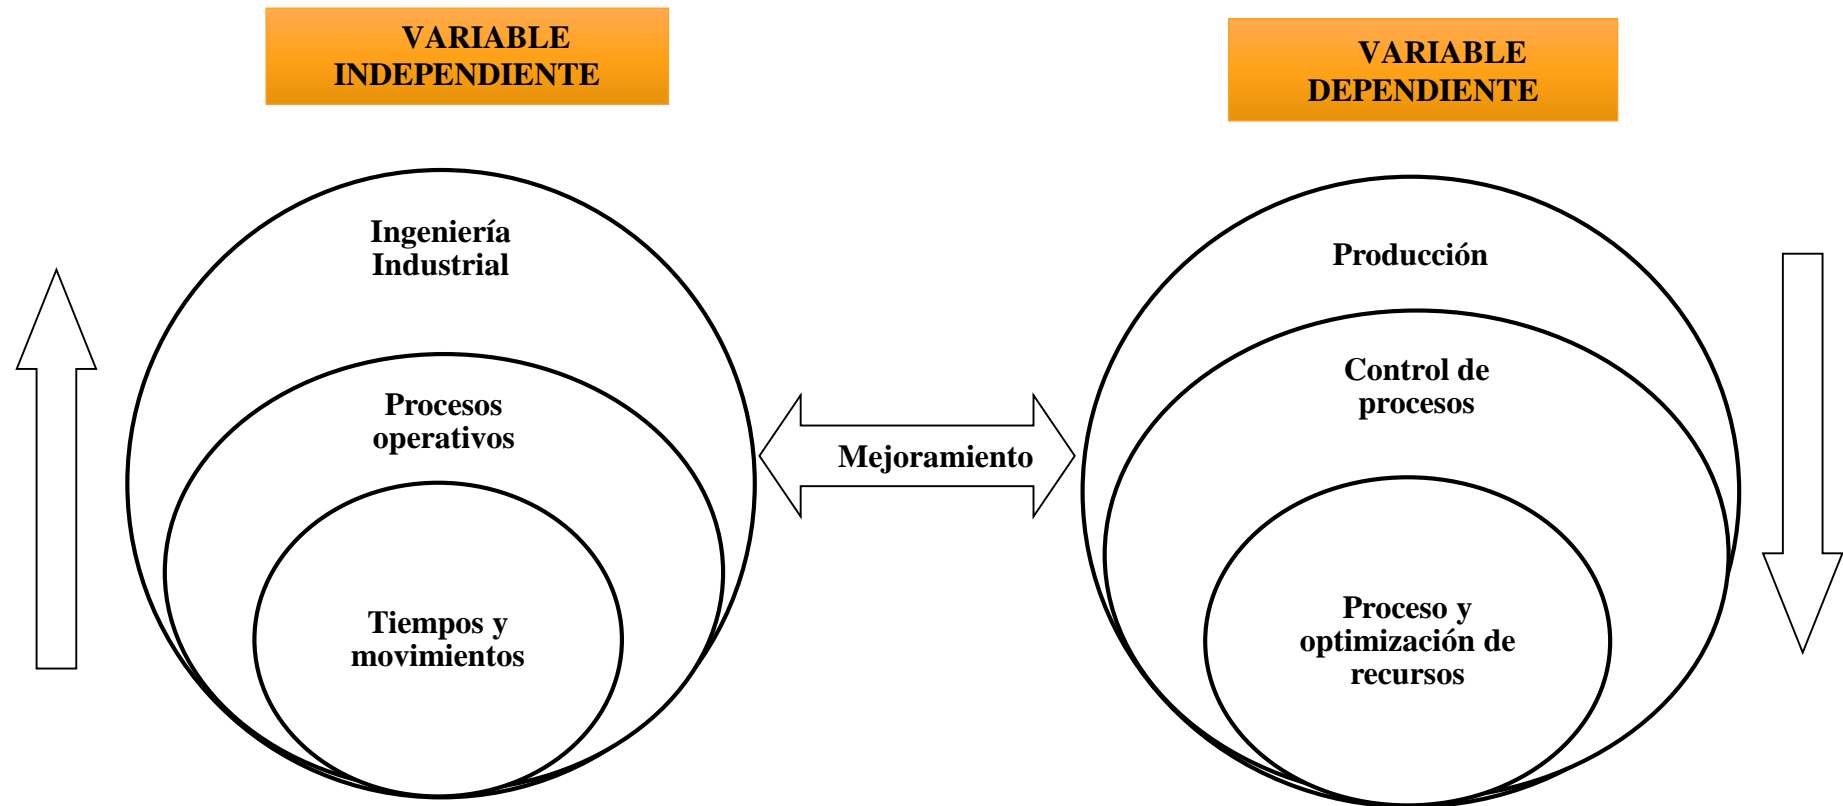 VARIABLE
INDEPENDIENTE
VARIABLE
DEPENDIENTE
Ingeniería
Industrial
Procesos
operativos
Tiempos y
movimientos
Mejoramiento
Producción
Control de
procesos
Proceso y
optimización de
recursos